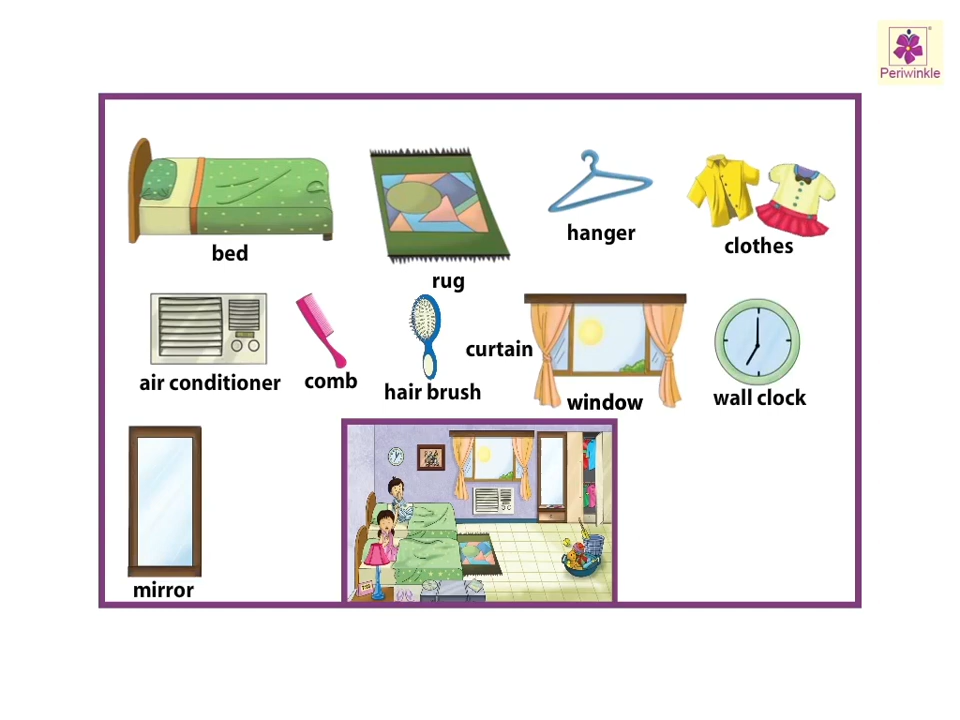 Periwinkle
bed
rug
hanger
clothes
air conditioner
comb
hair brush
curtain
window
wall clock
mirror